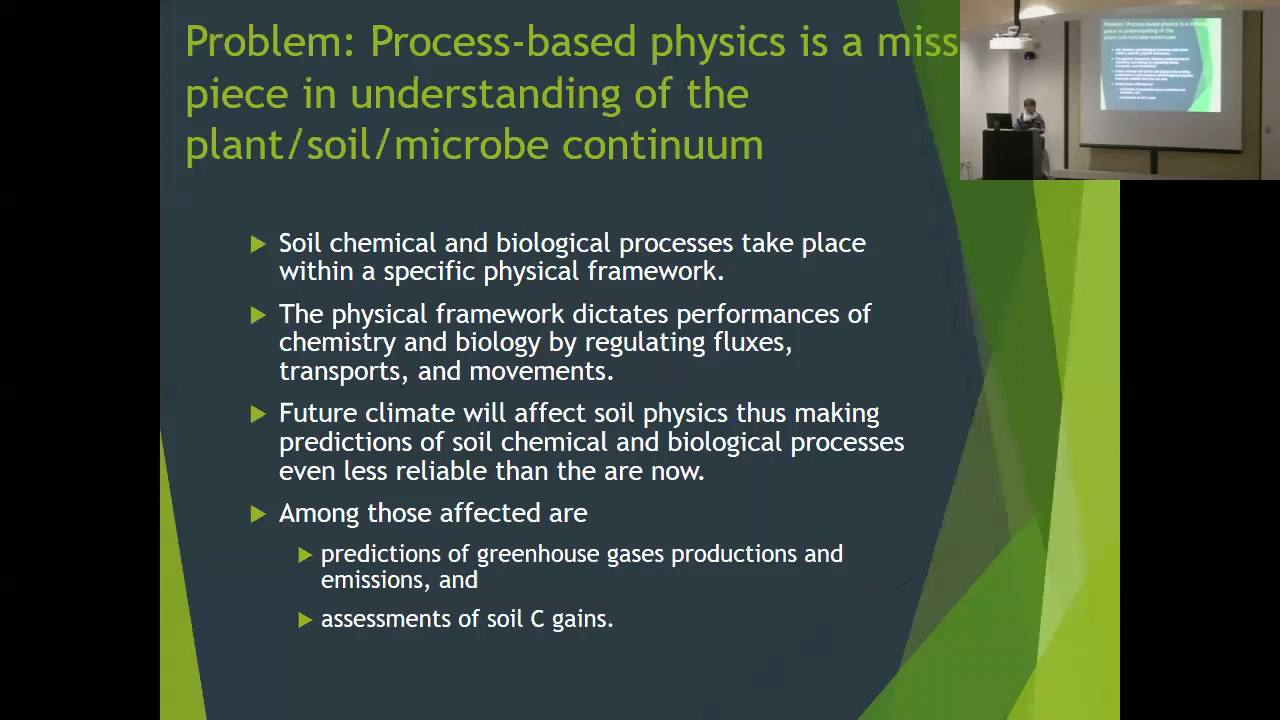 Problem: Process-based physics is a miss
piece in understanding of the
plant/soil/microbe continuum
Soil chemical and biological processes take place
within a specific physical framework.
The physical framework dictates performances of
chemistry and biology by regulating fluxes,
transports, and movements.
Future climate will affect soil physics thus making
predictions of soil chemical and biological processes
even less reliable than the are now.
Among those affected are
predictions of greenhouse gases productions and
emissions, and
assessments of soil C gains.